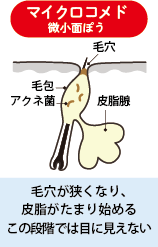 マイクロコメド
微小面ぽう
毛穴
毛包
アクネ菌
皮脂腺
毛穴が狭くなり、
皮脂がたまり始める
この段階では目に見えない